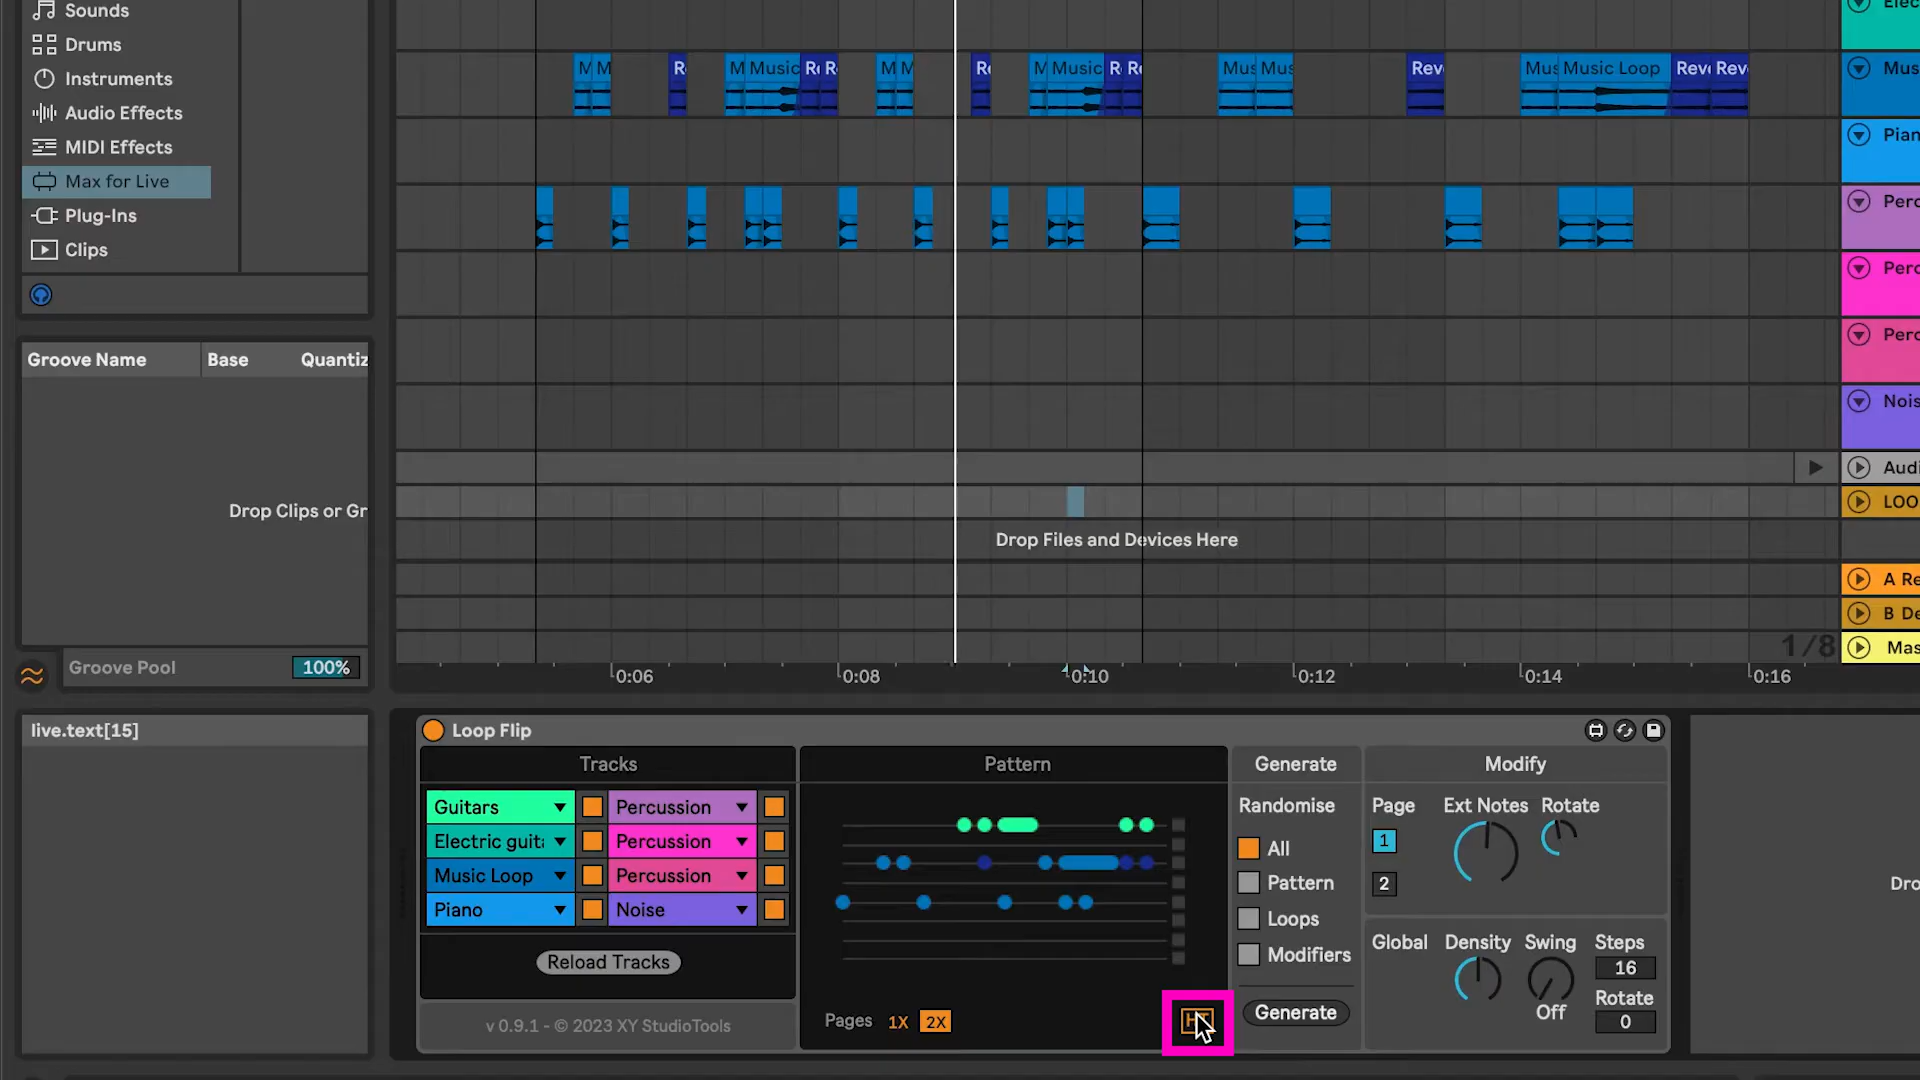 Sounds
Drums
Instruments
Audio Effects
MIDI Effects
Max for Live
Plug-Ins
Clips
Groove Name Base Quantiz
Drop Clips or Gr
Groove Pool 100%
live.text[15]
M M R M Music R R M M R M Music R R Mus Mus Rev Mus Music Loop Rev Rev
Drop Files and Devices Here
1/8
0:06 0:08 0:10 0:12 0:14 0:16
Elec
Mus
Pian
Perc
Perc
Perc
Nois
Audi
LOO
A Re
B De
Mas
Loop Flip
Tracks
Guitars Percussion
Electric guita Percussion
Music Loop Percussion
Piano Noise
Reload Tracks
v 0.9.1 - © 2023 XY StudioTools
Pattern
Pages 1X 2X
Generate
Randomise
All
Pattern
Loops
Modifiers
Generate
Modify
Page Ext Notes Rotate
1
2
Global Density Swing Steps
16
Off Rotate
0
Dro